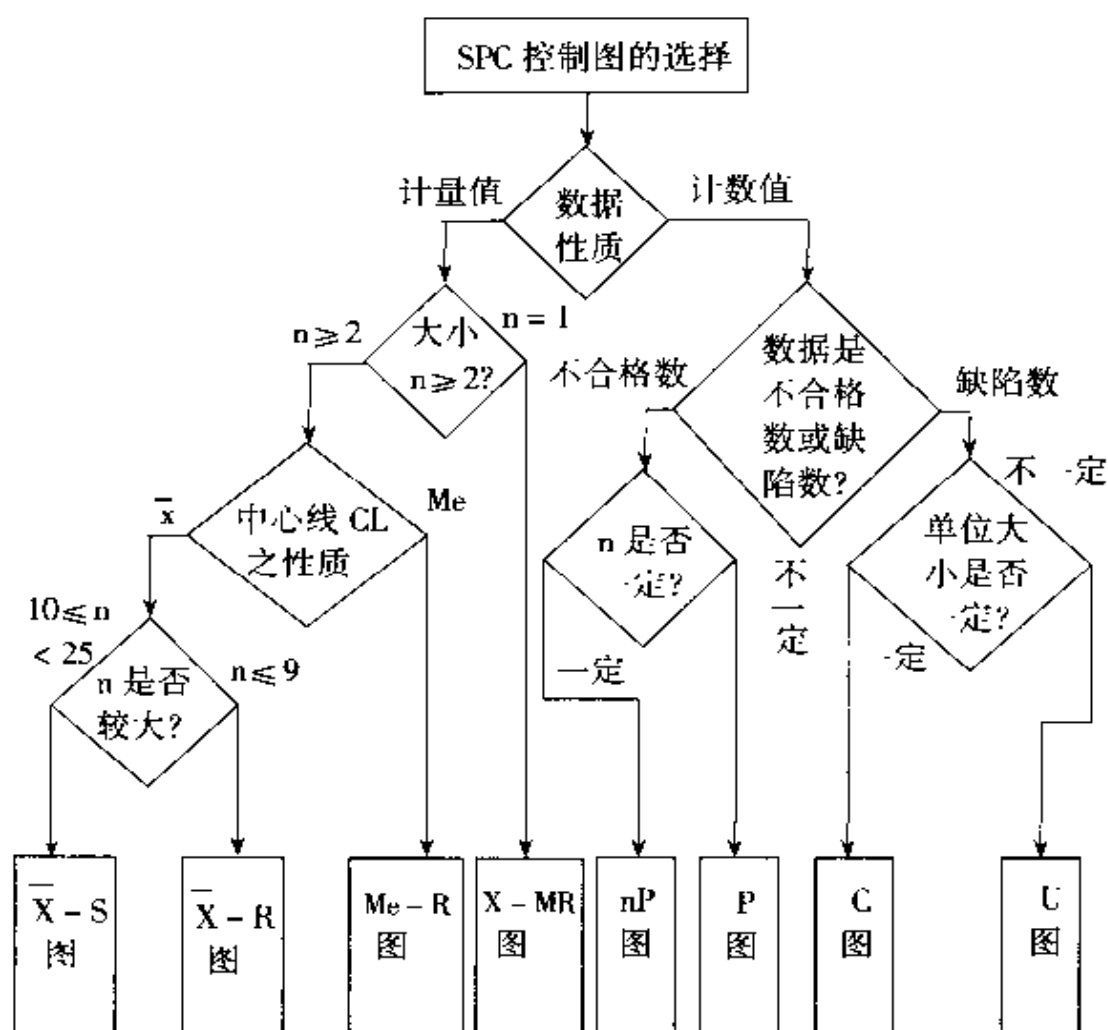 SPC 控制图的选择
计量值
数据
性质
计数值
n≥2
大小
n≥2?
n = 1
不合格数
数据是
不合格
数或缺
陷数?
缺陷数
x̄
中心线 CL
之性质
Me
n 是否
一定?
不
一
定
单位大
小是否
一定?
不一定
10≤n
< 25
n 是否
较大?
n≤9
一定
一定
X̄ – S
图
X̄ – R
图
Me – R
图
X – MR
图
nP
图
P
图
C
图
U
图